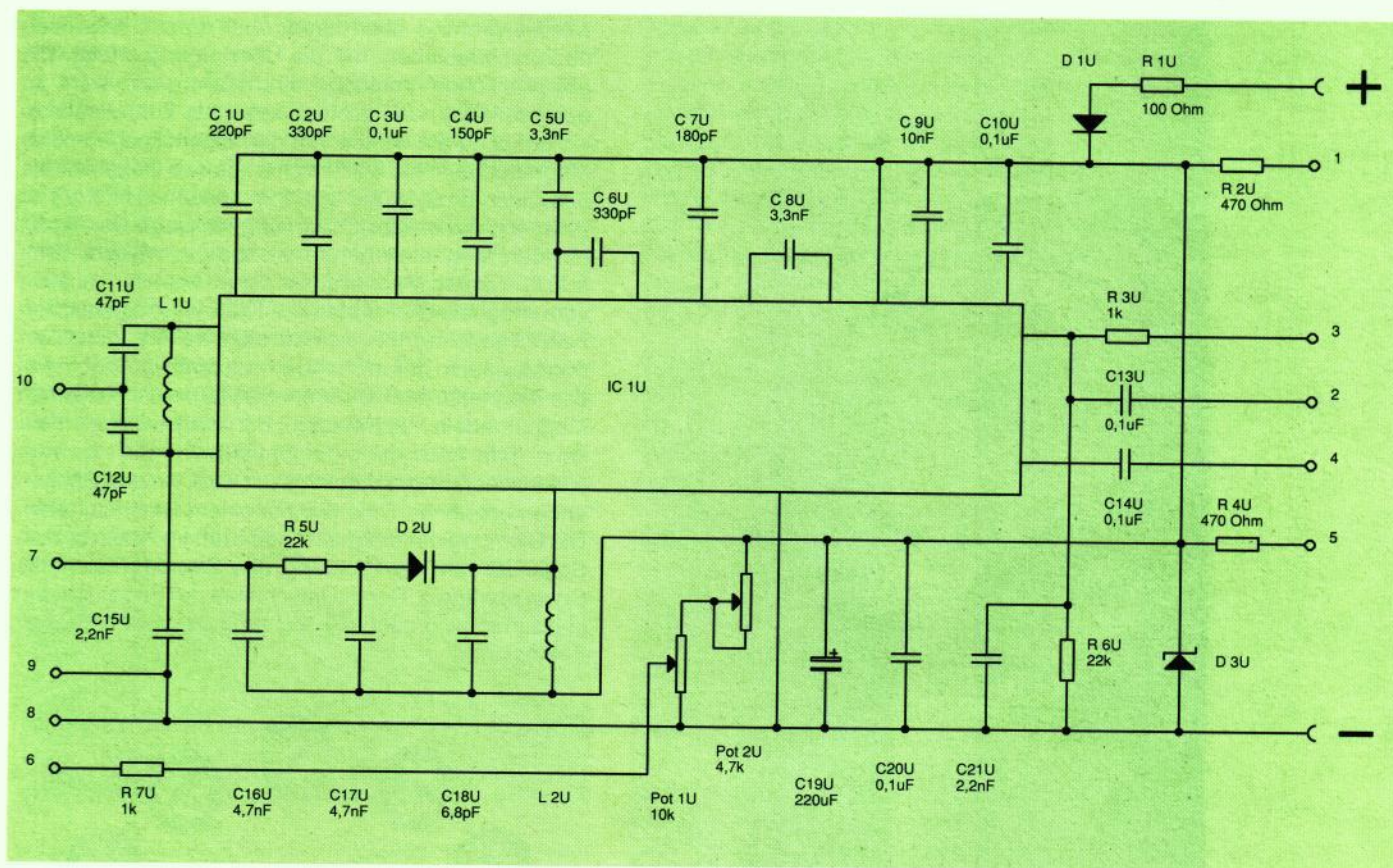 D 1U
R 1U
100 Ohm
+
C 1U
220pF
C 2U
330pF
C 3U
0,1uF
C 4U
150pF
C 5U
3,3nF
C 7U
180pF
C 9U
10nF
C10U
0,1uF
1
R 2U
470 Ohm
C 6U
330pF
C 8U
3,3nF
C11U
47pF
L 1U
R 3U
1k
3
10
IC 1U
C13U
0,1uF
2
4
C12U
47pF
C14U
0,1uF
R 4U
470 Ohm
5
R 5U
22k
D 2U
7
C15U
2,2nF
+
R 6U
22k
D 3U
9
8
−
6
R 7U
1k
C16U
4,7nF
C17U
4,7nF
C18U
6,8pF
L 2U
Pot 1U
10k
Pot 2U
4,7k
C19U
220uF
C20U
0,1uF
C21U
2,2nF